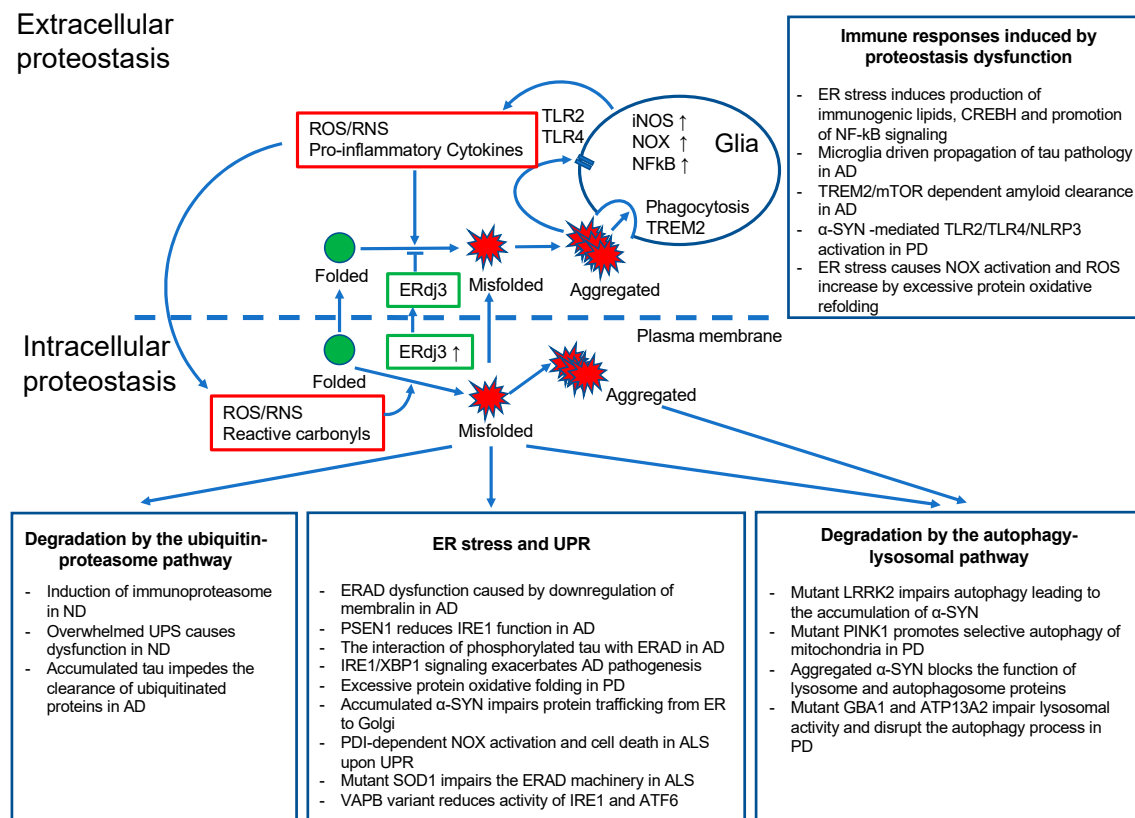 Extracellular
proteostasis
ROS/RNS
Pro-inflammatory Cytokines
TLR2
TLR4
iNOS ↑
NOX ↑
NFkB ↑
Glia
Phagocytosis
TREM2
Folded
ERdj3
Misfolded
Aggregated
Plasma membrane
Intracellular
proteostasis
Folded
ERdj3 ↑
ROS/RNS
Reactive carbonyls
Misfolded
Aggregated
Immune responses induced by
proteostasis dysfunction
- ER stress induces production of
immunogenic lipids, CREBH and promotion
of NF-kB signaling
- Microglia driven propagation of tau pathology
in AD
- TREM2/mTOR dependent amyloid clearance
in AD
- α-SYN -mediated TLR2/TLR4/NLRP3
activation in PD
- ER stress causes NOX activation and ROS
increase by excessive protein oxidative
refolding
Degradation by the ubiquitin-
proteasome pathway
- Induction of immunoproteasome
in ND
- Overwhelmed UPS causes
dysfunction in ND
- Accumulated tau impedes the
clearance of ubiquitinated
proteins in AD
ER stress and UPR
- ERAD dysfunction caused by downregulation of
membralin in AD
- PSEN1 reduces IRE1 function in AD
- The interaction of phosphorylated tau with ERAD in AD
- IRE1/XBP1 signaling exacerbates AD pathogenesis
- Excessive protein oxidative folding in PD
- Accumulated α-SYN impairs protein trafficking from ER
to Golgi
- PDI-dependent NOX activation and cell death in ALS
upon UPR
- Mutant SOD1 impairs the ERAD machinery in ALS
- VAPB variant reduces activity of IRE1 and ATF6
Degradation by the autophagy-
lysosomal pathway
- Mutant LRRK2 impairs autophagy leading to
the accumulation of α-SYN
- Mutant PINK1 promotes selective autophagy of
mitochondria in PD
- Aggregated α-SYN blocks the function of
lysosome and autophagosome proteins
- Mutant GBA1 and ATP13A2 impair lysosomal
activity and disrupt the autophagy process in
PD